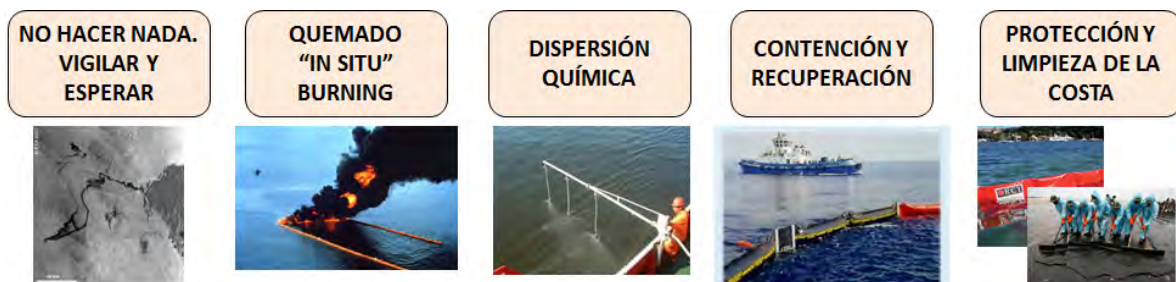 NO HACER NADA.
VIGILAR Y
ESPERAR
QUEMADO
“IN SITU”
BURNING
DISPERSIÓN
QUÍMICA
CONTENCIÓN Y
RECUPERACIÓN
PROTECCIÓN Y
LIMPIEZA DE LA
COSTA